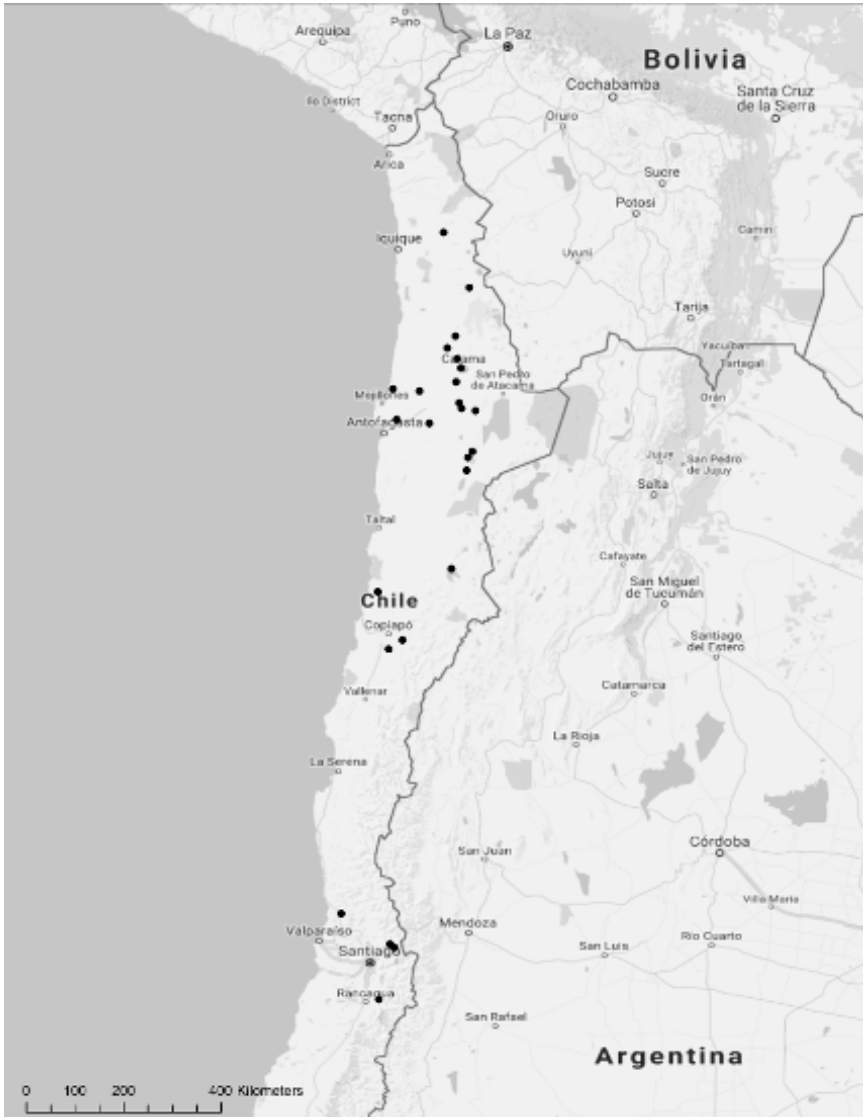 Puno
Arequipa
La Paz
Bolivia
Cochabamba
Santa Cruz
de la Sierra
Ilo District
Tacna
Oruro
Arica
Sucre
Potosi
Iquique
Camiri
Uyuni
Tarija
Yacuiba
Calama
Tartagal
San Pedro
de Atacama
Mejillones
Orán
Antofagasta
Jujuy
San Pedro
de Jujuy
Salta
Taltal
Cafayate
San Miguel
de Tucumán
Chile
Copiapó
Santiago
del Estero
Vallenar
Catamarca
La Rioja
La Serena
Córdoba
San Juan
Villa Maria
Valparaíso
Mendoza
Río Cuarto
Santiago
San Luis
Rancagua
San Rafael
Argentina
0 100 200 400 Kilometers